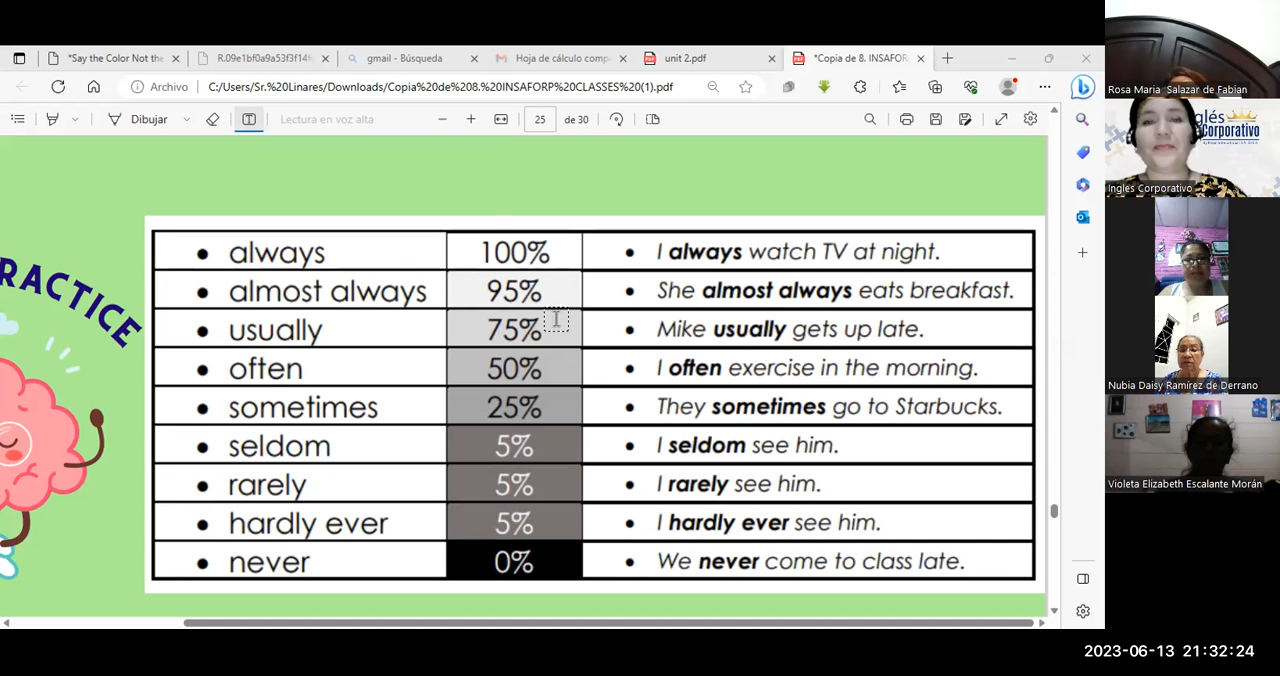 *Say the Color Not the
R.09e1bf0a9a53f3f14f
gmail - Búsqueda
Hoja de cálculo comp
unit 2.pdf
*Copia de 8. INSAFOR
Archivo
C:/Users/Sr.%20Linares/Downloads/Copia%20de%208.%20INSAFORP%20CLASSES%20(1).pdf
Dibujar
Lectura en voz alta
25
de 30
RACTICE
always 100% I always watch TV at night.
almost always 95% She almost always eats breakfast.
usually 75% Mike usually gets up late.
often 50% I often exercise in the morning.
sometimes 25% They sometimes go to Starbucks.
seldom 5% I seldom see him.
rarely 5% I rarely see him.
hardly ever 5% I hardly ever see him.
never 0% We never come to class late.
Rosa Maria Salazar de Fabian
glés
Corporativo
Ingles Corporativo
Nubia Daisy Ramírez de Derrano
Violeta Elizabeth Escalante Morán
2023-06-13 21:32:24